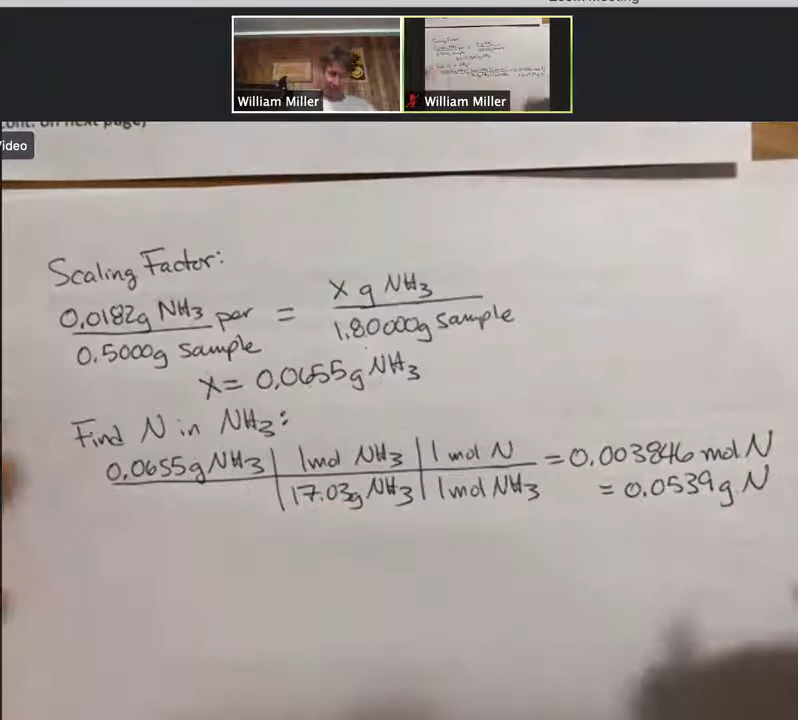 William Miller
William Miller
ideo
Scaling Factor:
0.0182g NH3 per = x g NH3
0.5000g sample 1.80000g sample
x = 0.0655g NH3
Find N in NH3:
0.0655g NH3 | 1mol NH3 | 1 mol N = 0.003846 mol N
17.03g NH3 | 1mol NH3 = 0.0539 g N